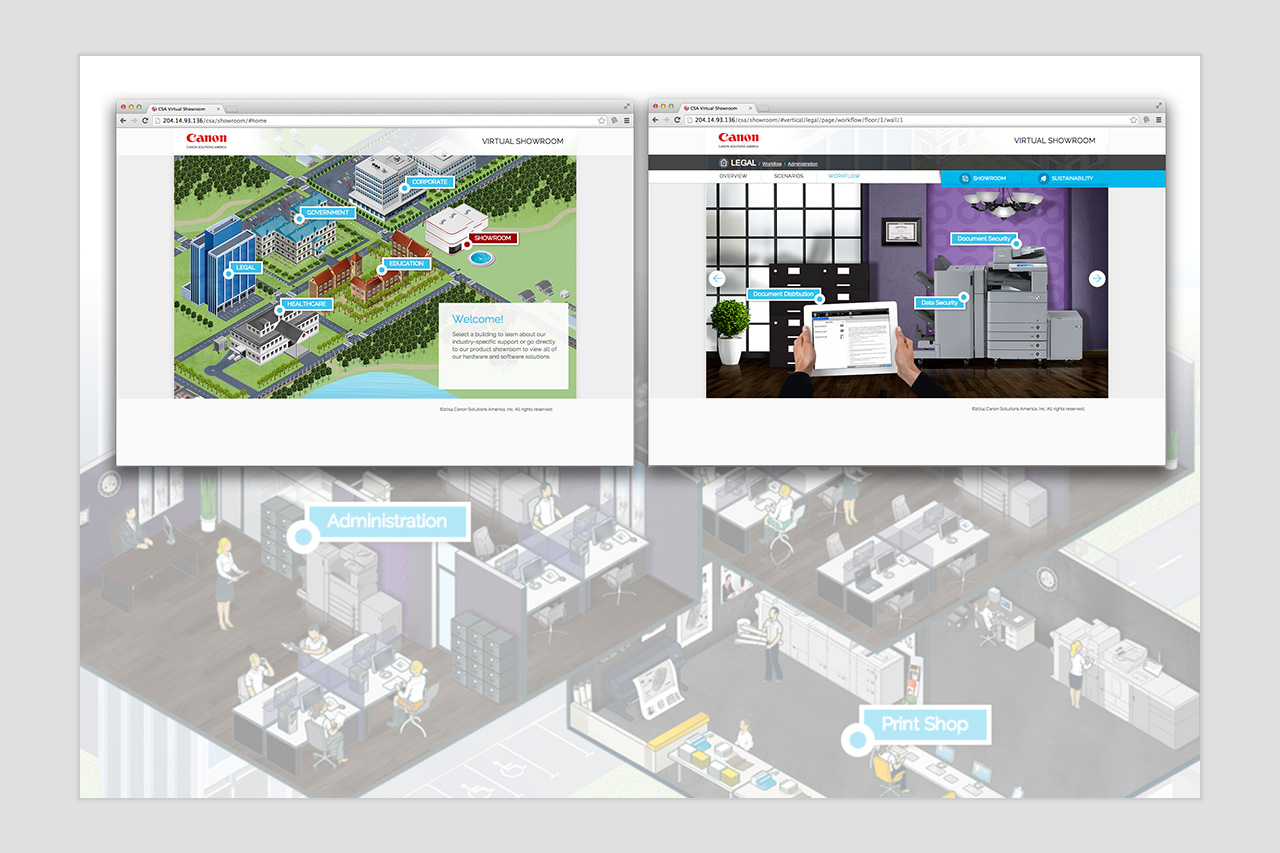 CSA Virtual Showroom
204.14.93.136/csa/showroom/#home
Canon
CANON SOLUTIONS AMERICA
VIRTUAL SHOWROOM
CORPORATE
GOVERNMENT
SHOWROOM
EDUCATION
LEGAL
HEALTHCARE
Welcome!
Select a building to learn about our
industry-specific support or go directly
to our product showroom to view all of
our hardware and software solutions.
©2014 Canon Solutions America, Inc. All rights reserved.
CSA Virtual Showroom
204.14.93.136/csa/showroom/#vertical/legal/page/workflow/floor/1/wall/1
Canon
CANON SOLUTIONS AMERICA
VIRTUAL SHOWROOM
LEGAL / Workflow / Administration
OVERVIEW SCENARIOS WORKFLOW SHOWROOM SUSTAINABILITY
Document Security
Document Distribution
Data Security
©2014 Canon Solutions America, Inc. All rights reserved.
Administration
Print Shop